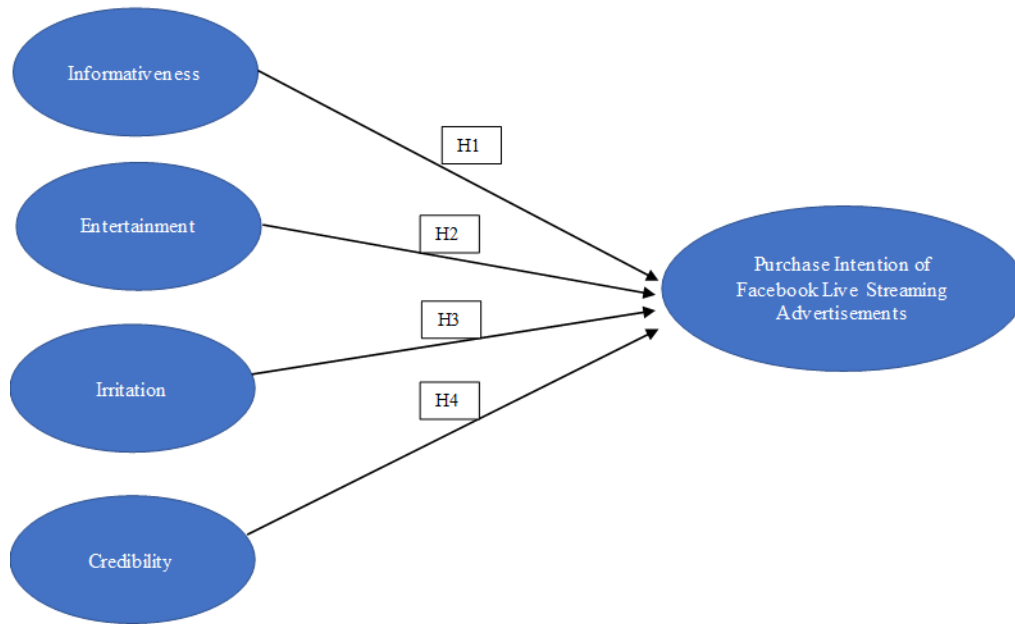 Informativeness
H1
Entertainment
H2
Purchase Intention of
Facebook Live Streaming
Advertisements
H3
Irritation
H4
Credibility